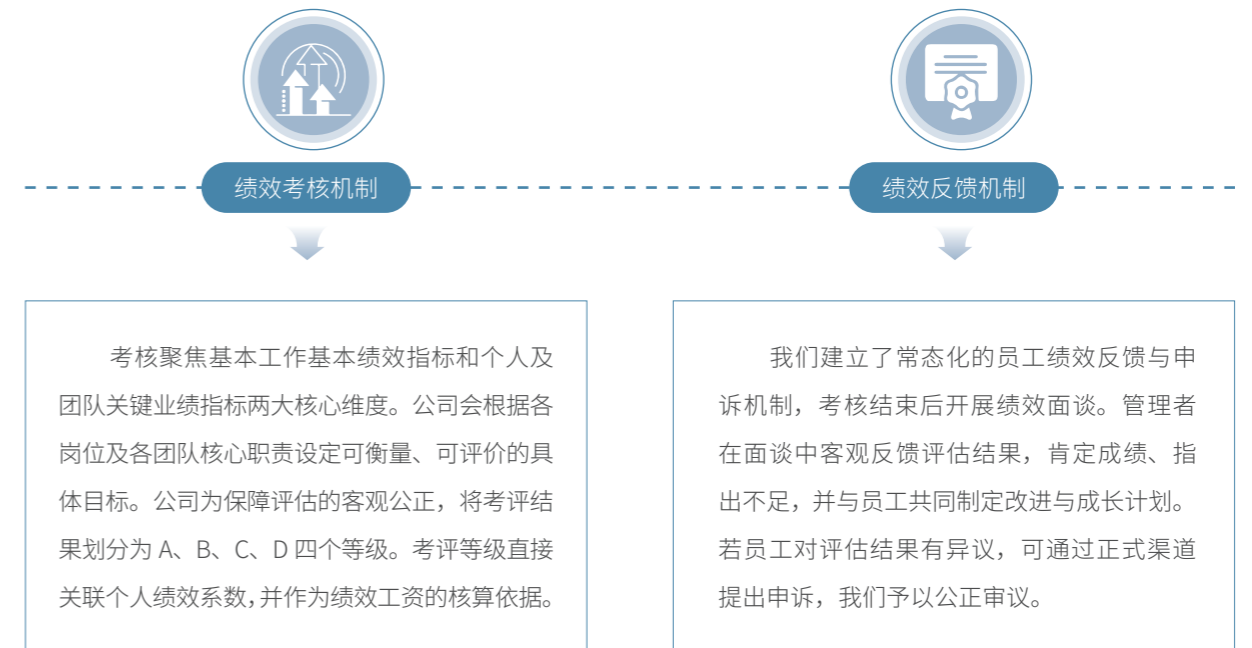 绩效考核机制
绩效反馈机制
考核聚焦基本工作基本绩效指标和个人及
团队关键业绩指标两大核心维度。公司会根据各
岗位及各团队核心职责设定可衡量、可评价的具
体目标。公司为保障评估的客观公正，将考评结
果划分为 A、B、C、D 四个等级。考评等级直接
关联个人绩效系数，并作为绩效工资的核算依据。
我们建立了常态化的员工绩效反馈与申
诉机制，考核结束后开展绩效面谈。管理者
在面谈中客观反馈评估结果，肯定成绩、指
出不足，并与员工共同制定改进与成长计划。
若员工对评估结果有异议，可通过正式渠道
提出申诉，我们予以公正审议。